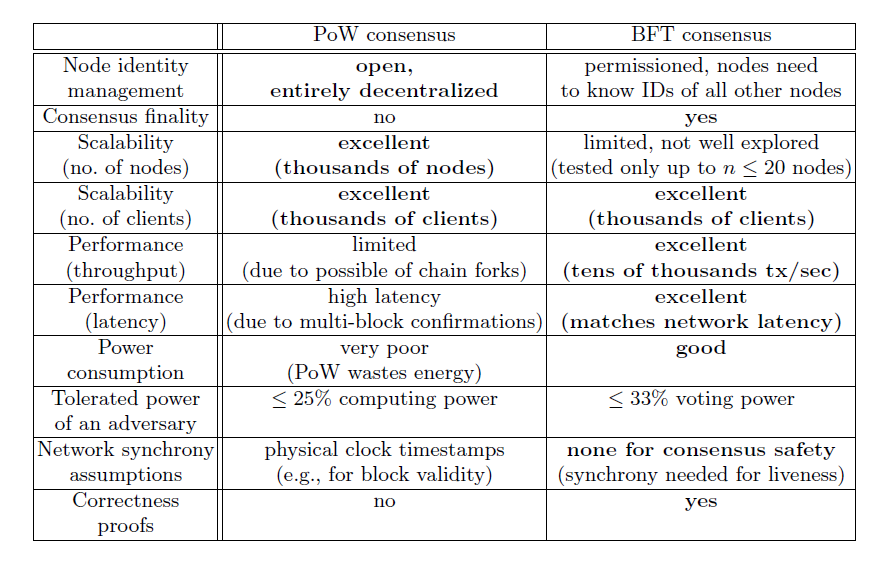 PoW consensus BFT consensus
Node identity open, permissioned, nodes need
management entirely decentralized to know IDs of all other nodes
Consensus finality no yes
Scalability excellent limited, not well explored
(no. of nodes) (thousands of nodes) (tested only up to n ≤ 20 nodes)
Scalability excellent excellent
(no. of clients) (thousands of clients) (thousands of clients)
Performance limited excellent
(throughput) (due to possible of chain forks) (tens of thousands tx/sec)
Performance high latency excellent
(latency) (due to multi-block confirmations) (matches network latency)
Power very poor good
consumption (PoW wastes energy)
Tolerated power ≤ 25% computing power ≤ 33% voting power
of an adversary
Network synchrony physical clock timestamps none for consensus safety
assumptions (e.g., for block validity) (synchrony needed for liveness)
Correctness no yes
proofs